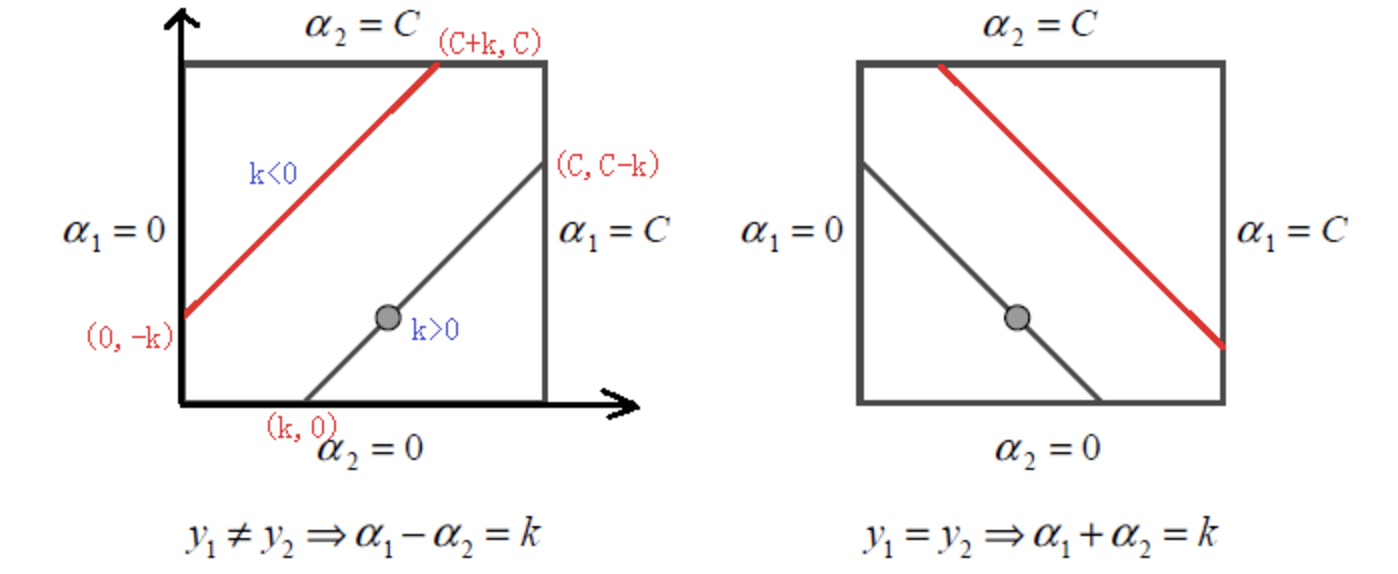 α₂ = C
(C+k, C)
k<0
(C, C-k)
α₁ = 0
α₁ = C
(0, -k)
k>0
(k, 0)
α₂ = 0
y₁ ≠ y₂ ⇒ α₁ − α₂ = k
α₂ = C
α₁ = 0
α₁ = C
α₂ = 0
y₁ = y₂ ⇒ α₁ + α₂ = k